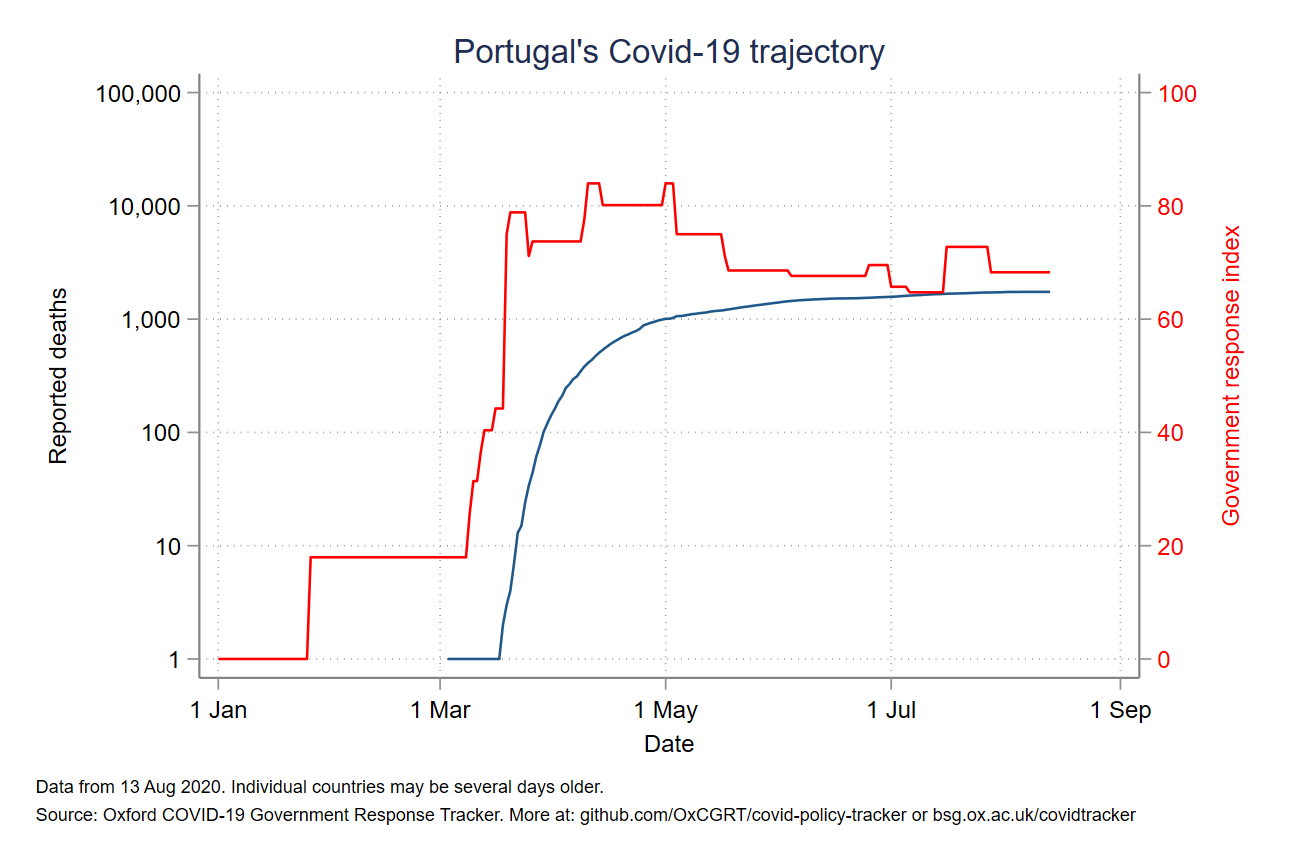 Portugal's Covid-19 trajectory
100,000
10,000
1,000
100
10
1
Reported deaths
100
80
60
40
20
0
Government response index
1 Jan
1 Mar
1 May
1 Jul
1 Sep
Date
Data from 13 Aug 2020. Individual countries may be several days older.
Source: Oxford COVID-19 Government Response Tracker. More at: github.com/OxCGRT/covid-policy-tracker or bsg.ox.ac.uk/covidtracker